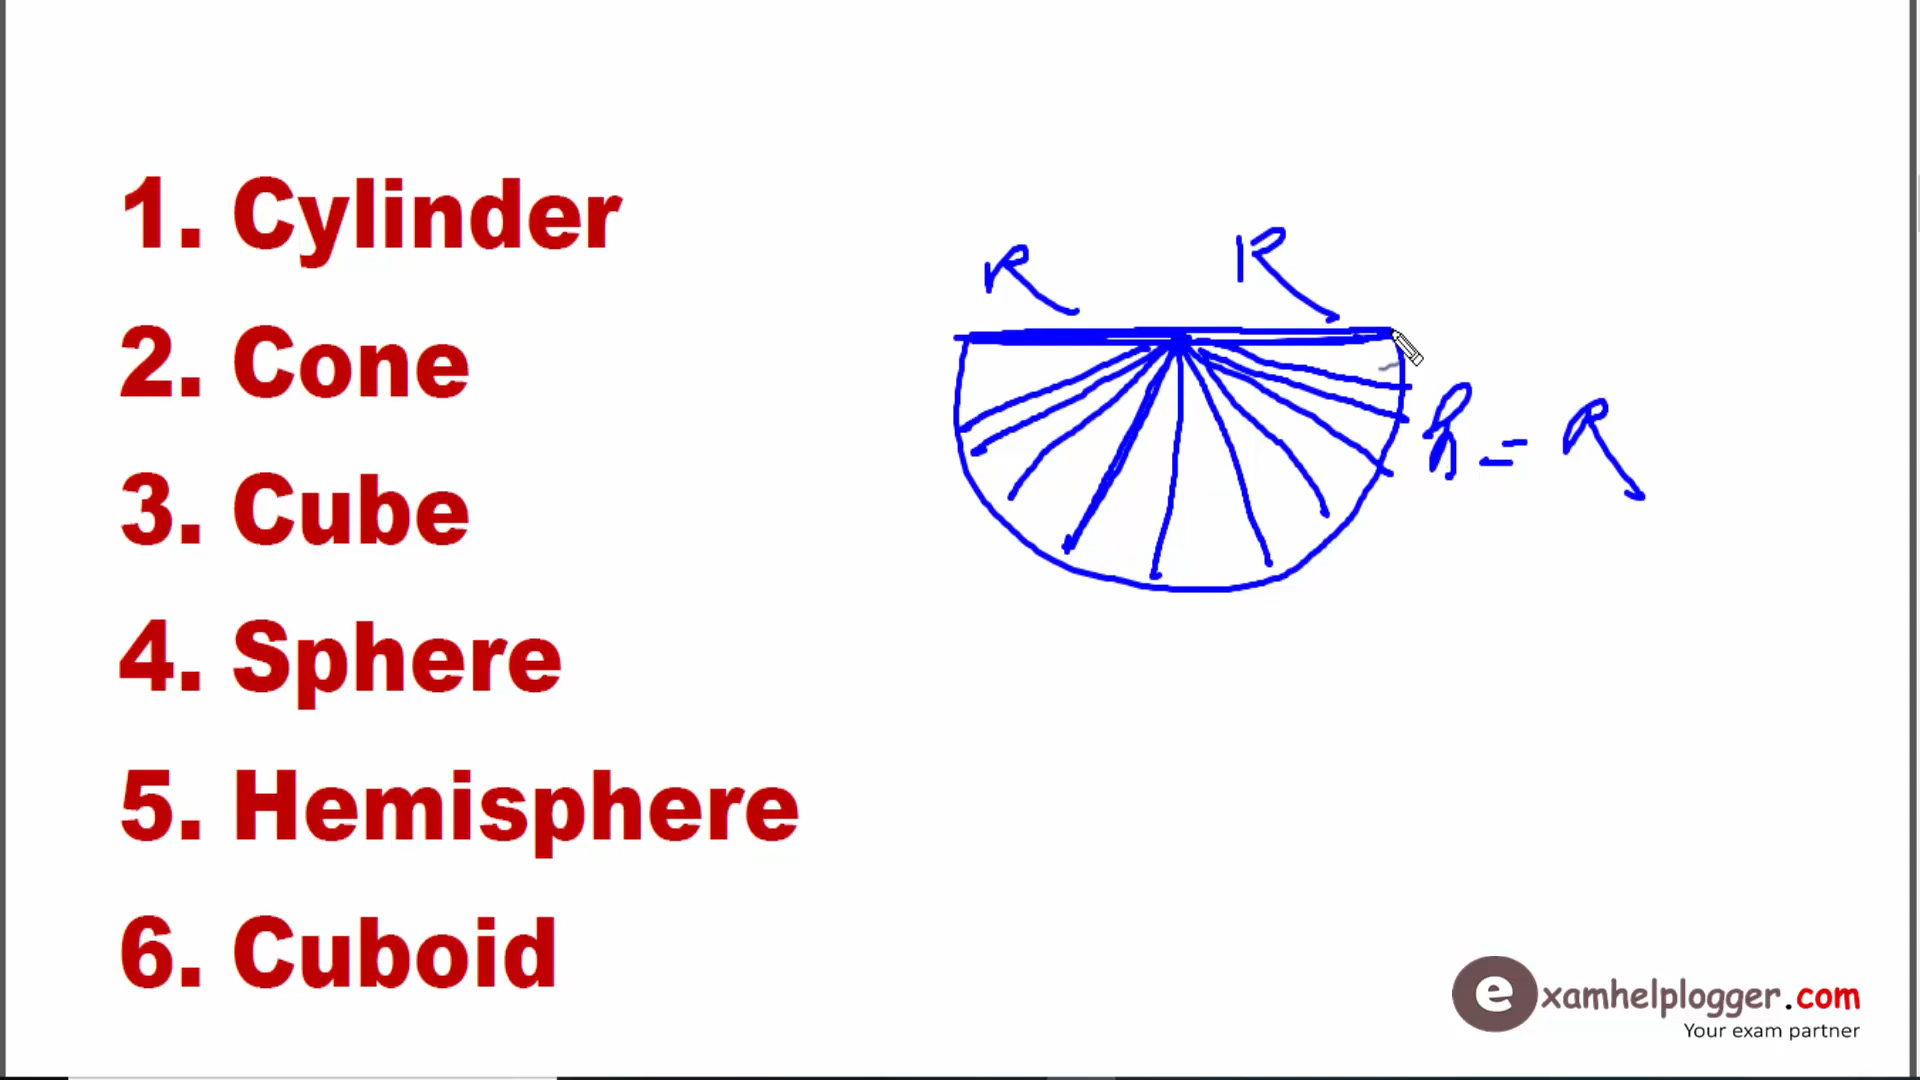 1. Cylinder
2. Cone
3. Cube
4. Sphere
5. Hemisphere
6. Cuboid
R R
h = R
examhelplogger.com
Your exam partner